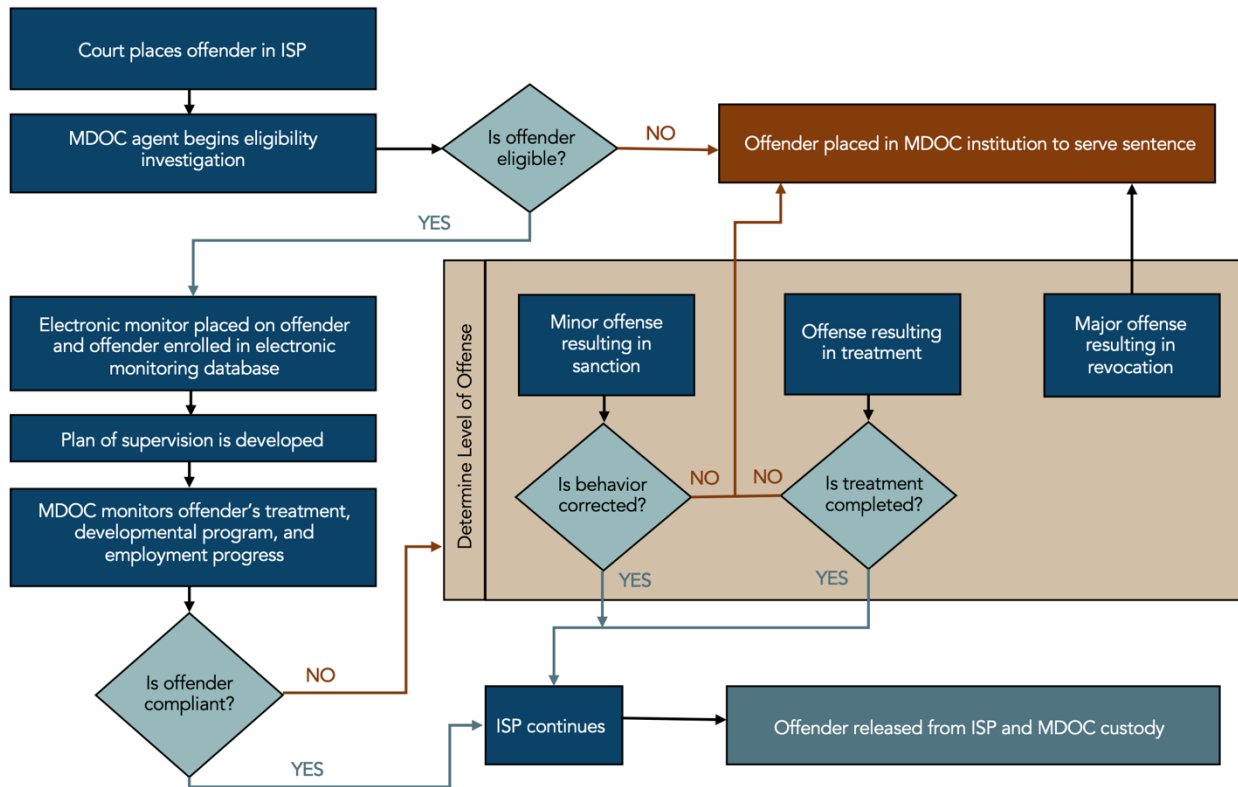 Court places offender in ISP
MDOC agent begins eligibility
investigation
Is offender
eligible?
NO
Offender placed in MDOC institution to serve sentence
YES
Electronic monitor placed on offender
and offender enrolled in electronic
monitoring database
Plan of supervision is developed
MDOC monitors offender’s treatment,
developmental program, and
employment progress
Is offender
compliant?
NO
YES
Determine Level of Offense
Minor offense
resulting in
sanction
Offense resulting
in treatment
Major offense
resulting in
revocation
Is behavior
corrected?
NO
NO
Is treatment
completed?
YES
YES
ISP continues
Offender released from ISP and MDOC custody